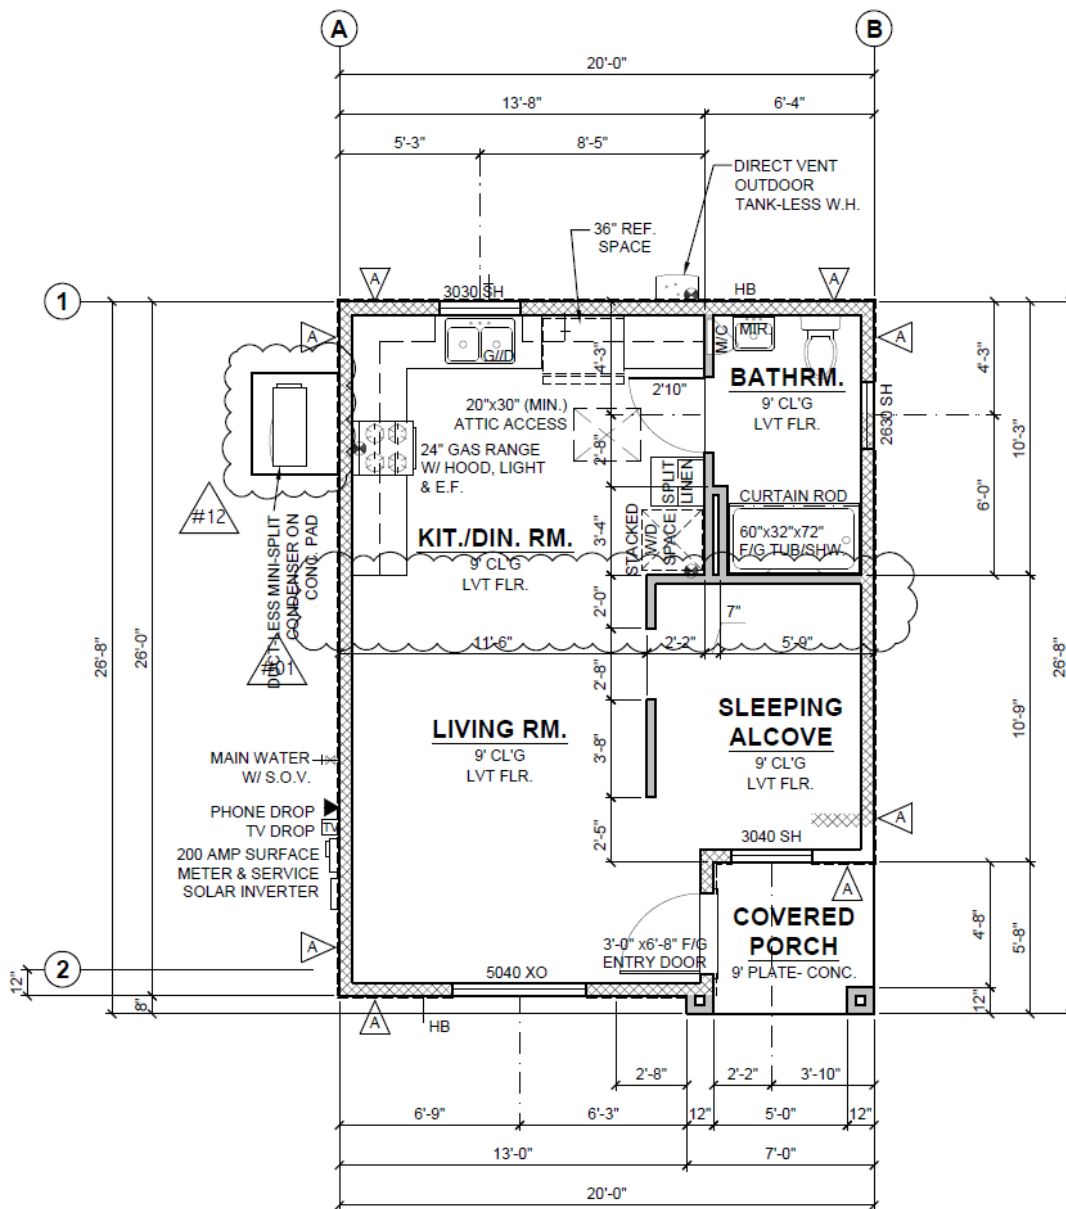 A
B
20'-0"
13'-8"
6'-4"
5'-3"
8'-5"
DIRECT VENT
OUTDOOR
TANK-LESS W.H.
36" REF.
SPACE
A
A
1
3030 SH
HB
A
A
M/C
MIR.
G//D
4'-3"
4'-3"
2'10"
BATHRM.
9' CL'G
LVT FLR.
2630 SH
20"x30" (MIN.)
ATTIC ACCESS
24" GAS RANGE
W/ HOOD, LIGHT
& E.F.
2'-8"
10'-3"
6'-0"
SPLIT
LINEN
CURTAIN ROD
#12
DUCT-LESS MINI-SPLIT
CONDENSER ON
CONC. PAD
KIT./DIN. RM.
9' CL'G
LVT FLR.
3'-4"
STACKED
W/D
SPACE
60"x32"x72"
F/G TUB/SHW.
2'-0"
7"
26'-8"
26'-0"
11'-6"
2'-2"
5'-9"
26'-8"
#01
2'-8"
LIVING RM.
9' CL'G
LVT FLR.
SLEEPING
ALCOVE
9' CL'G
LVT FLR.
10'-9"
3'-8"
MAIN WATER
W/ S.O.V.
PHONE DROP
TV DROP
TV
200 AMP SURFACE
METER & SERVICE
SOLAR INVERTER
2'-5"
3040 SH
A
A
COVERED
PORCH
9' PLATE- CONC.
4'-8"
5'-8"
A
3'-0" x6'-8" F/G
ENTRY DOOR
2
5040 XO
12"
8"
12"
A
HB
2'-8"
2'-2"
3'-10"
6'-9"
6'-3"
12"
5'-0"
12"
13'-0"
7'-0"
20'-0"